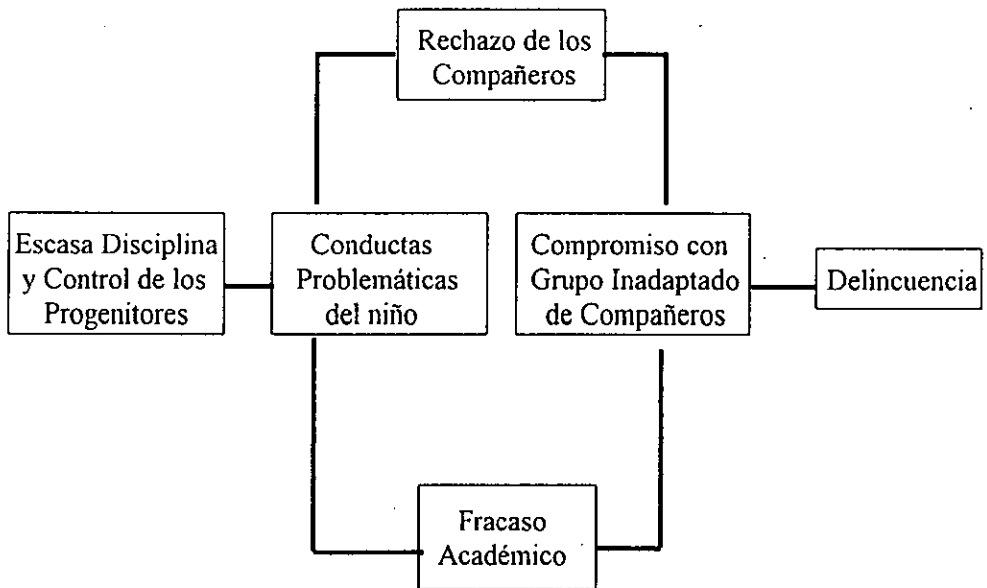 Rechazo de los
Compañeros
Escasa Disciplina
y Control de los
Progenitores
Conductas
Problemáticas
del niño
Compromiso con
Grupo Inadaptado
de Compañeros
Delincuencia
Fracaso
Académico